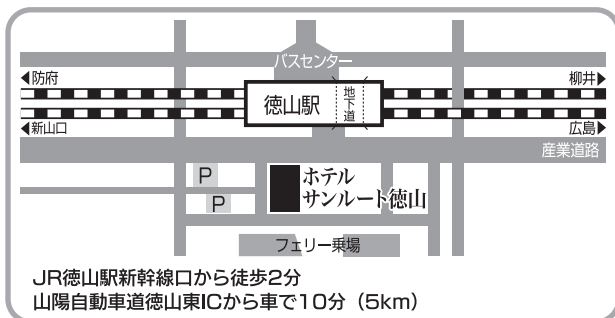 バスセンター
◀防府
柳井▶
徳山駅
地下道
◀新山口
広島▶
産業道路
P
ホテル
サンルート徳山
P
フェリー乗場
JR徳山駅新幹線口から徒歩2分
山陽自動車道徳山東ICから車で10分（5km）